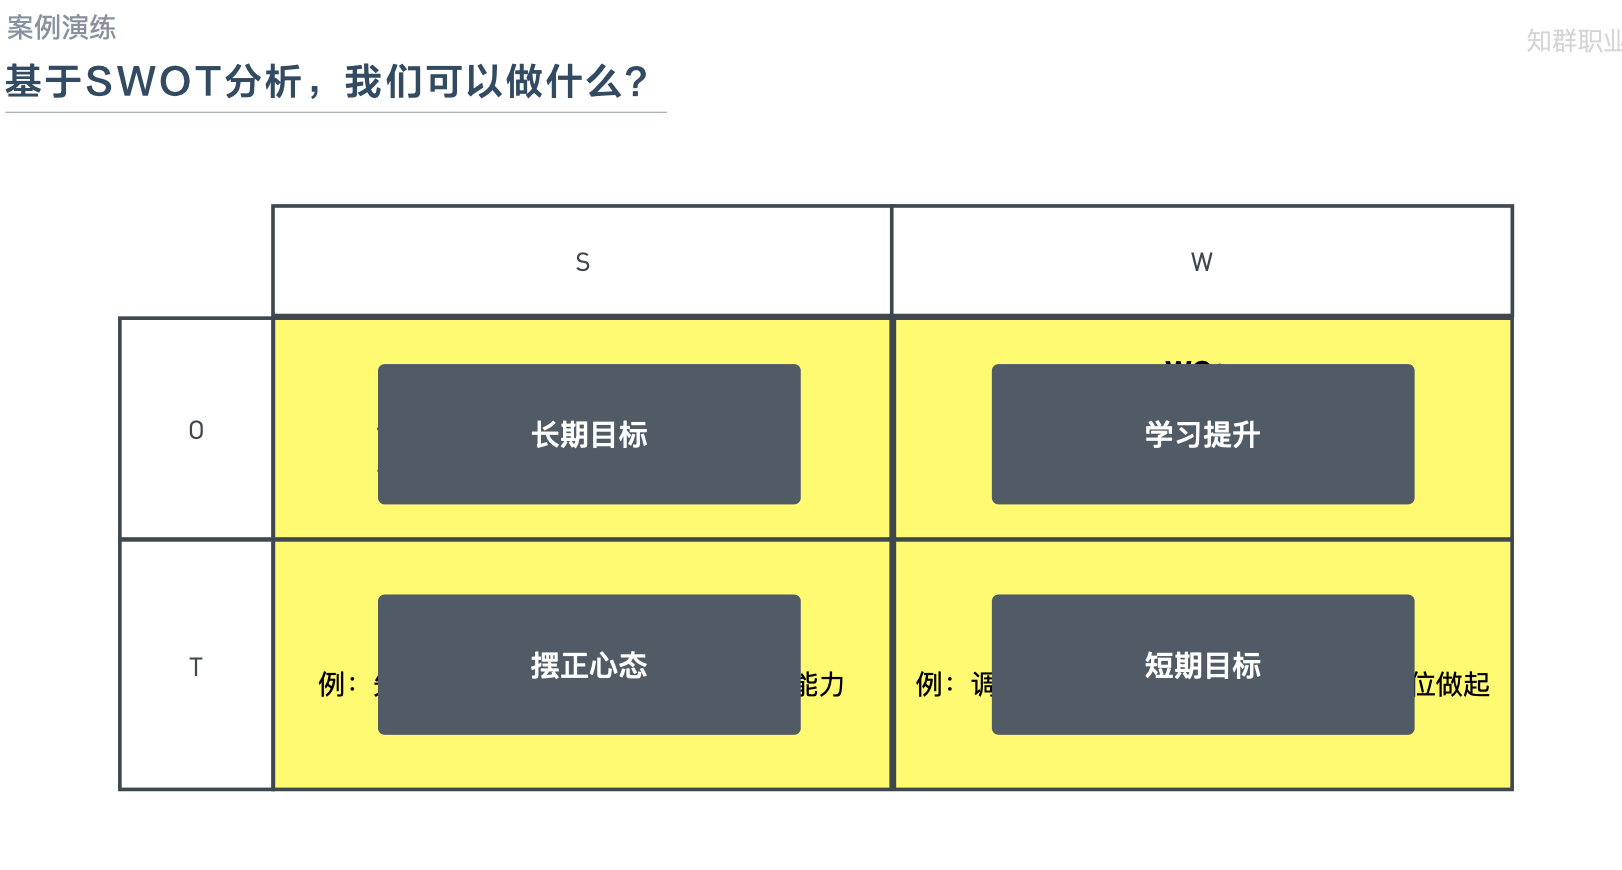 案例演练
知群职业
基于SWOT分析，我们可以做什么？
S
W
O
长期目标
学习提升
T
摆正心态
短期目标
例：
能力
例：调
位做起